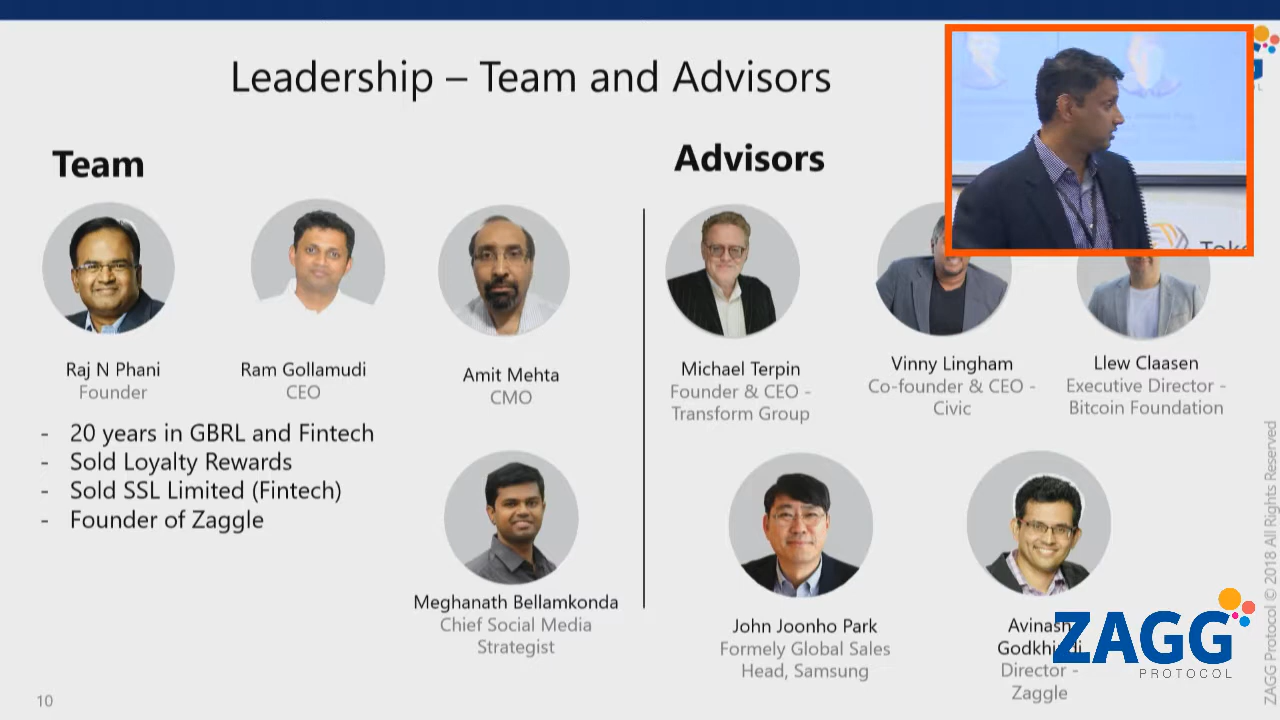 Leadership – Team and Advisors
Team
Advisors
Raj N Phani
Founder
Ram Gollamudi
CEO
Amit Mehta
CMO
Michael Terpin
Founder & CEO -
Transform Group
Vinny Lingham
Co-founder & CEO -
Civic
Llew Claasen
Executive Director -
Bitcoin Foundation
- 20 years in GBRL and Fintech
- Sold Loyalty Rewards
- Sold SSL Limited (Fintech)
- Founder of Zaggle
Meghanath Bellamkonda
Chief Social Media
Strategist
John Joonho Park
Formely Global Sales
Head, Samsung
Avinash
Director -
Zaggle
ZAGG
PROTOCOL
ZAGG Protocol © 2018 All Rights Reserved
10